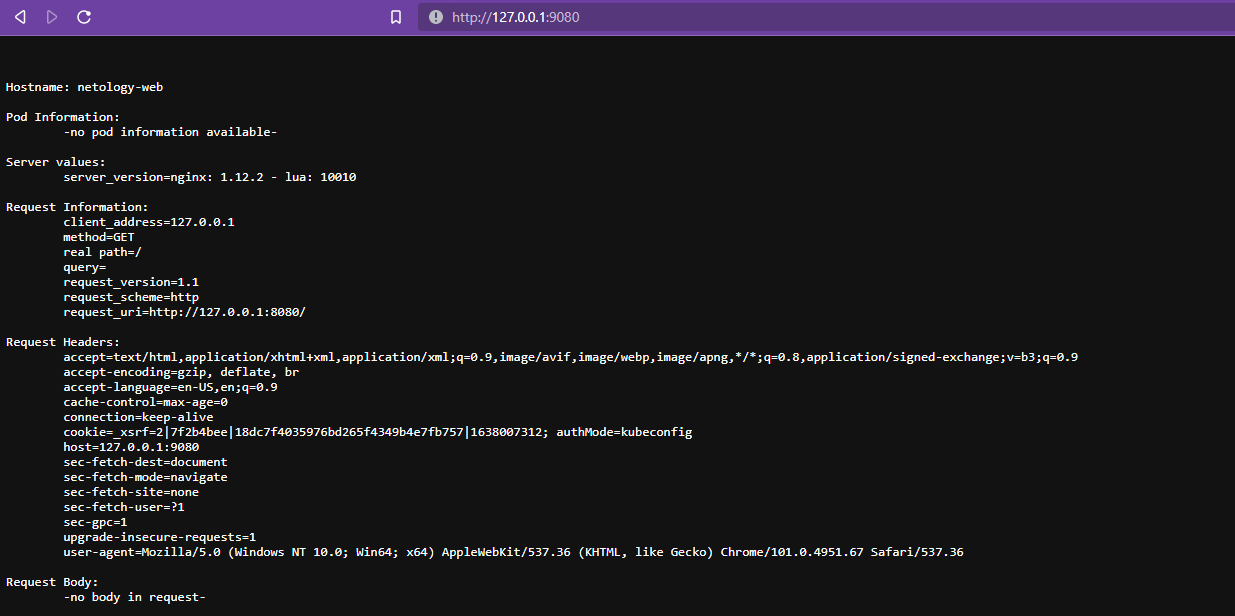 http://127.0.0.1:9080
Hostname: netology-web
Pod Information:
-no pod information available-
Server values:
server_version=nginx: 1.12.2 - lua: 10010
Request Information:
client_address=127.0.0.1
method=GET
real path=/
query=
request_version=1.1
request_scheme=http
request_uri=http://127.0.0.1:8080/
Request Headers:
accept=text/html,application/xhtml+xml,application/xml;q=0.9,image/avif,image/webp,image/apng,*/*;q=0.8,application/signed-exchange;v=b3;q=0.9
accept-encoding=gzip, deflate, br
accept-language=en-US,en;q=0.9
cache-control=max-age=0
connection=keep-alive
cookie=_xsrf=2|7f2b4bee|18dc7f4035976bd265f4349b4e7fb757|1638007312; authMode=kubeconfig
host=127.0.0.1:9080
sec-fetch-dest=document
sec-fetch-mode=navigate
sec-fetch-site=none
sec-fetch-user=?1
sec-gpc=1
upgrade-insecure-requests=1
user-agent=Mozilla/5.0 (Windows NT 10.0; Win64; x64) AppleWebKit/537.36 (KHTML, like Gecko) Chrome/101.0.4951.67 Safari/537.36
Request Body:
-no body in request-